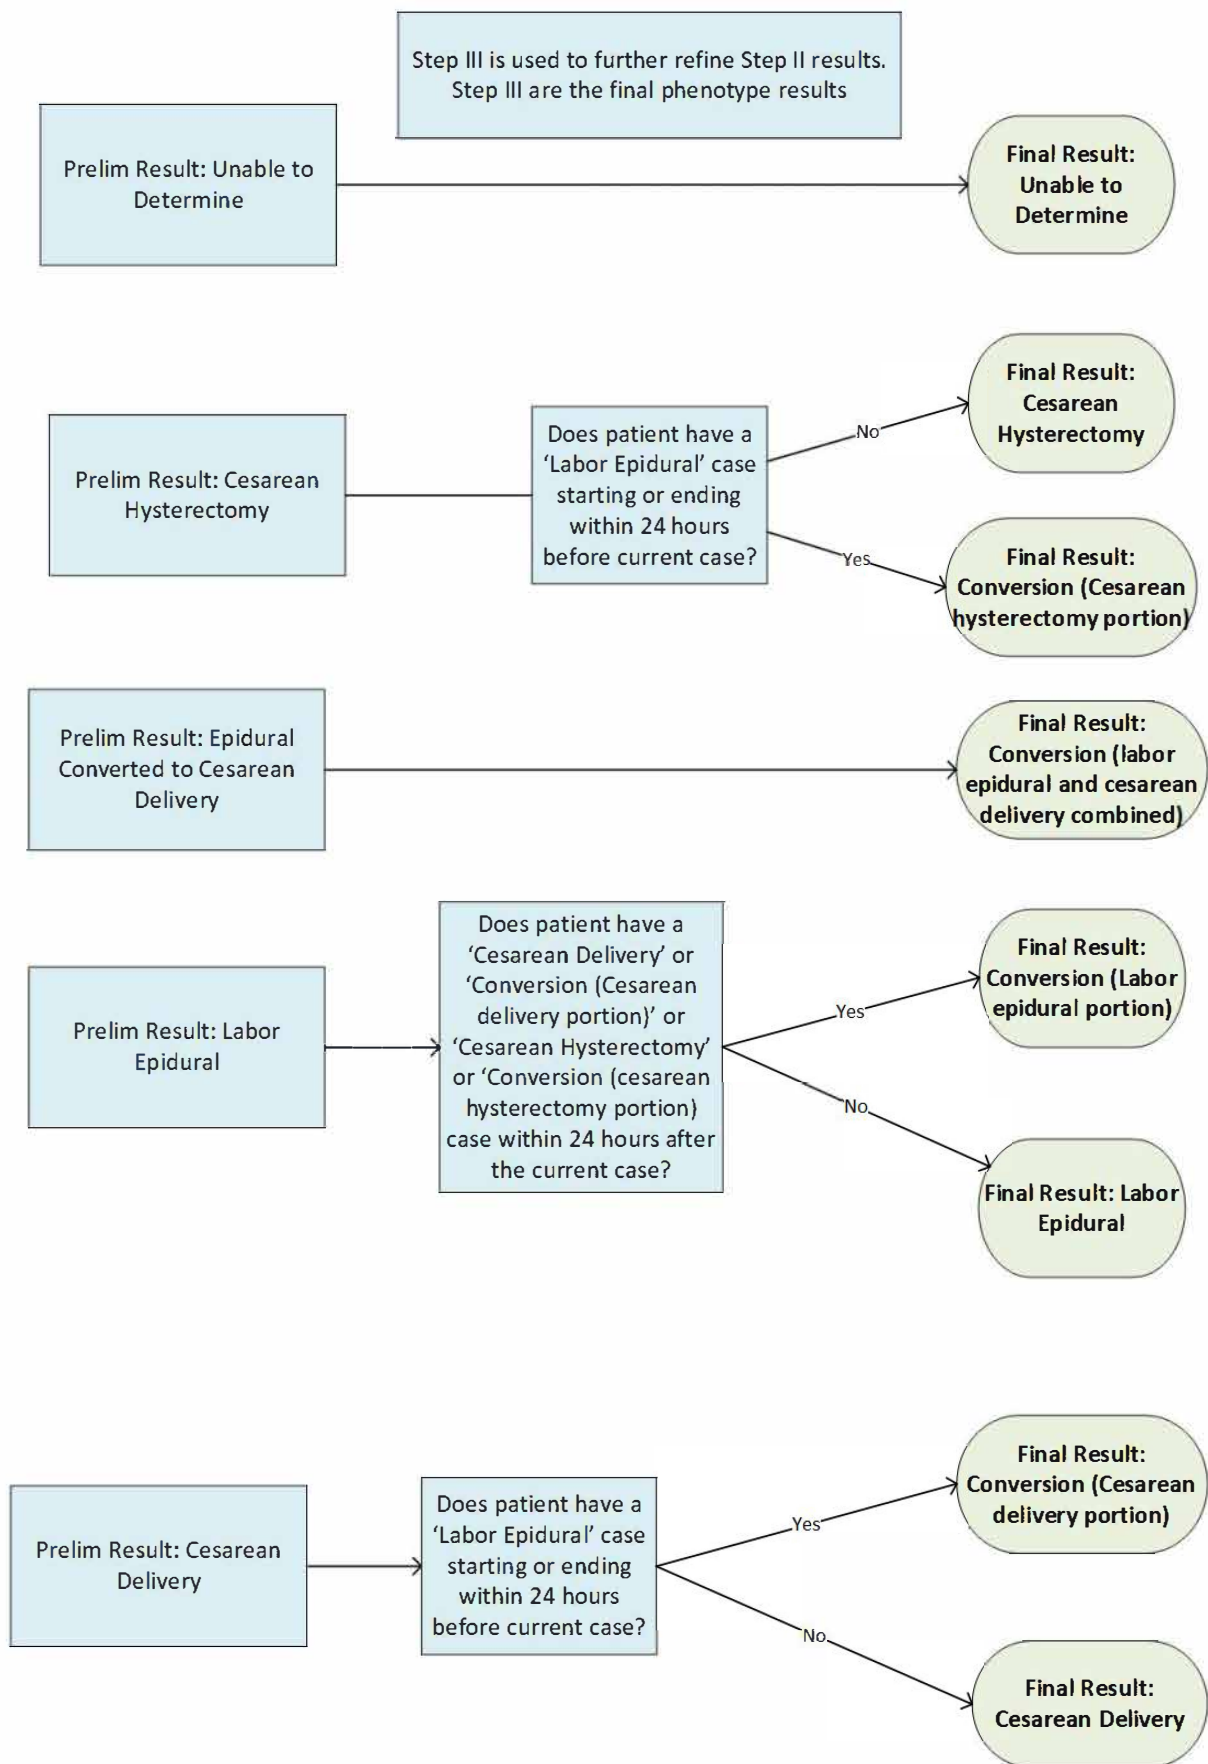 Step III is used to further refine Step II results.
Step III are the final phenotype results
Prelim Result: Unable to
Determine
Final Result:
Unable to
Determine
Prelim Result: Cesarean
Hysterectomy
Does patient have a
‘Labor Epidural’ case
starting or ending
within 24 hours
before current case?
No
Final Result:
Cesarean
Hysterectomy
Yes
Final Result:
Conversion (Cesarean
hysterectomy portion)
Prelim Result: Epidural
Converted to Cesarean
Delivery
Final Result:
Conversion (labor
epidural and cesarean
delivery combined)
Prelim Result: Labor
Epidural
Does patient have a
‘Cesarean Delivery’ or
‘Conversion (Cesarean
delivery portion)’ or
‘Cesarean Hysterectomy’
or ‘Conversion (cesarean
hysterectomy portion)
case within 24 hours after
the current case?
Yes
Final Result:
Conversion (Labor
epidural portion)
No
Final Result: Labor
Epidural
Prelim Result: Cesarean
Delivery
Does patient have a
‘Labor Epidural’ case
starting or ending
within 24 hours
before current case?
Yes
Final Result:
Conversion (Cesarean
delivery portion)
No
Final Result:
Cesarean Delivery